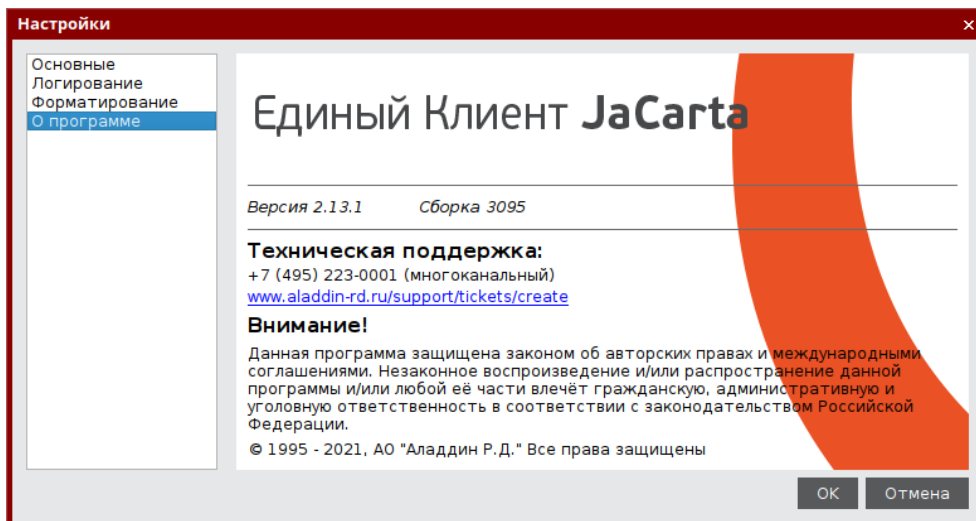 Настройки
Основные
Логирование
Форматирование
О программе
Единый Клиент JaCarta
Версия 2.13.1 Сборка 3095
Техническая поддержка:
+7 (495) 223-0001 (многоканальный)
www.aladdin-rd.ru/support/tickets/create
Внимание!
Данная программа защищена законом об авторских правах и международными
соглашениями. Незаконное воспроизведение и/или распространение данной
программы и/или любой её части влечёт гражданскую, административную и
уголовную ответственность в соответствии с законодательством Российской
Федерации.
© 1995 - 2021, АО "Аладдин Р.Д." Все права защищены
OK Отмена